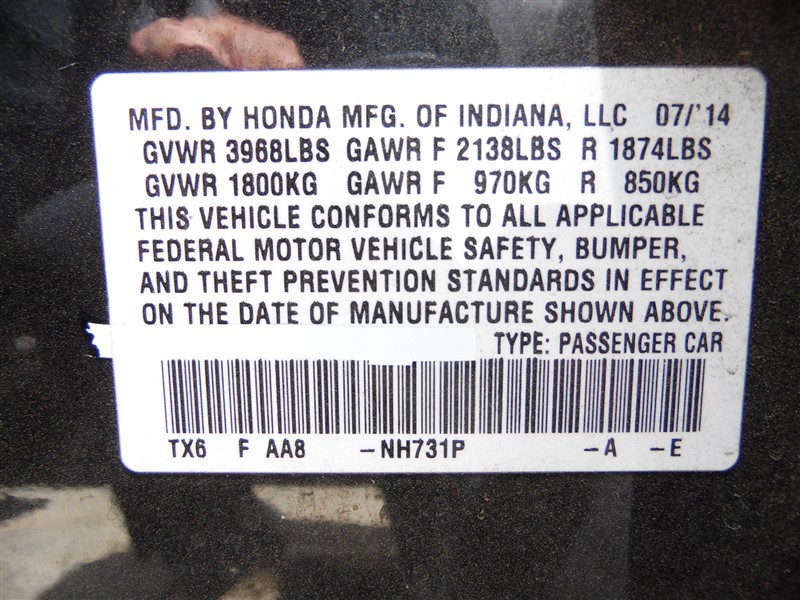 MFD. BY HONDA MFG. OF INDIANA, LLC 07/'14
GVWR 3968LBS GAWR F 2138LBS R 1874LBS
GVWR 1800KG GAWR F 970KG R 850KG
THIS VEHICLE CONFORMS TO ALL APPLICABLE
FEDERAL MOTOR VEHICLE SAFETY, BUMPER,
AND THEFT PREVENTION STANDARDS IN EFFECT
ON THE DATE OF MANUFACTURE SHOWN ABOVE.
TYPE: PASSENGER CAR
TX6 F AA8 -NH731P -A -E